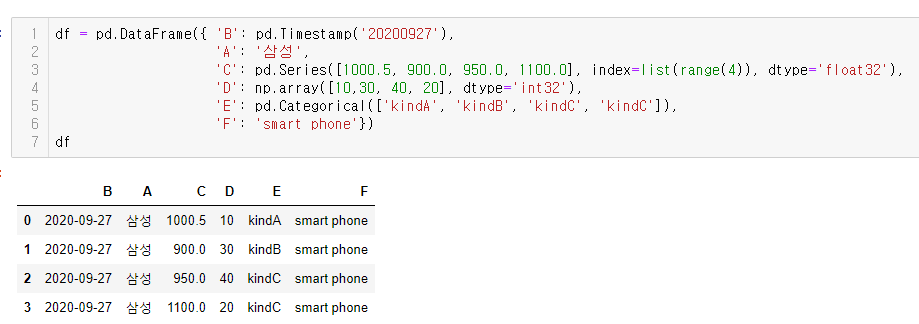 1 df = pd.DataFrame({ 'B': pd.Timestamp('20200927'),
2 'A': '삼성',
3 'C': pd.Series([1000.5, 900.0, 950.0, 1100.0], index=list(range(4)), dtype='float32'),
4 'D': np.array([10,30, 40, 20], dtype='int32'),
5 'E': pd.Categorical(['kindA', 'kindB', 'kindC', 'kindC']),
6 'F': 'smart phone'})
7 df
B A C D E F
0 2020-09-27 삼성 1000.5 10 kindA smart phone
1 2020-09-27 삼성 900.0 30 kindB smart phone
2 2020-09-27 삼성 950.0 40 kindC smart phone
3 2020-09-27 삼성 1100.0 20 kindC smart phone